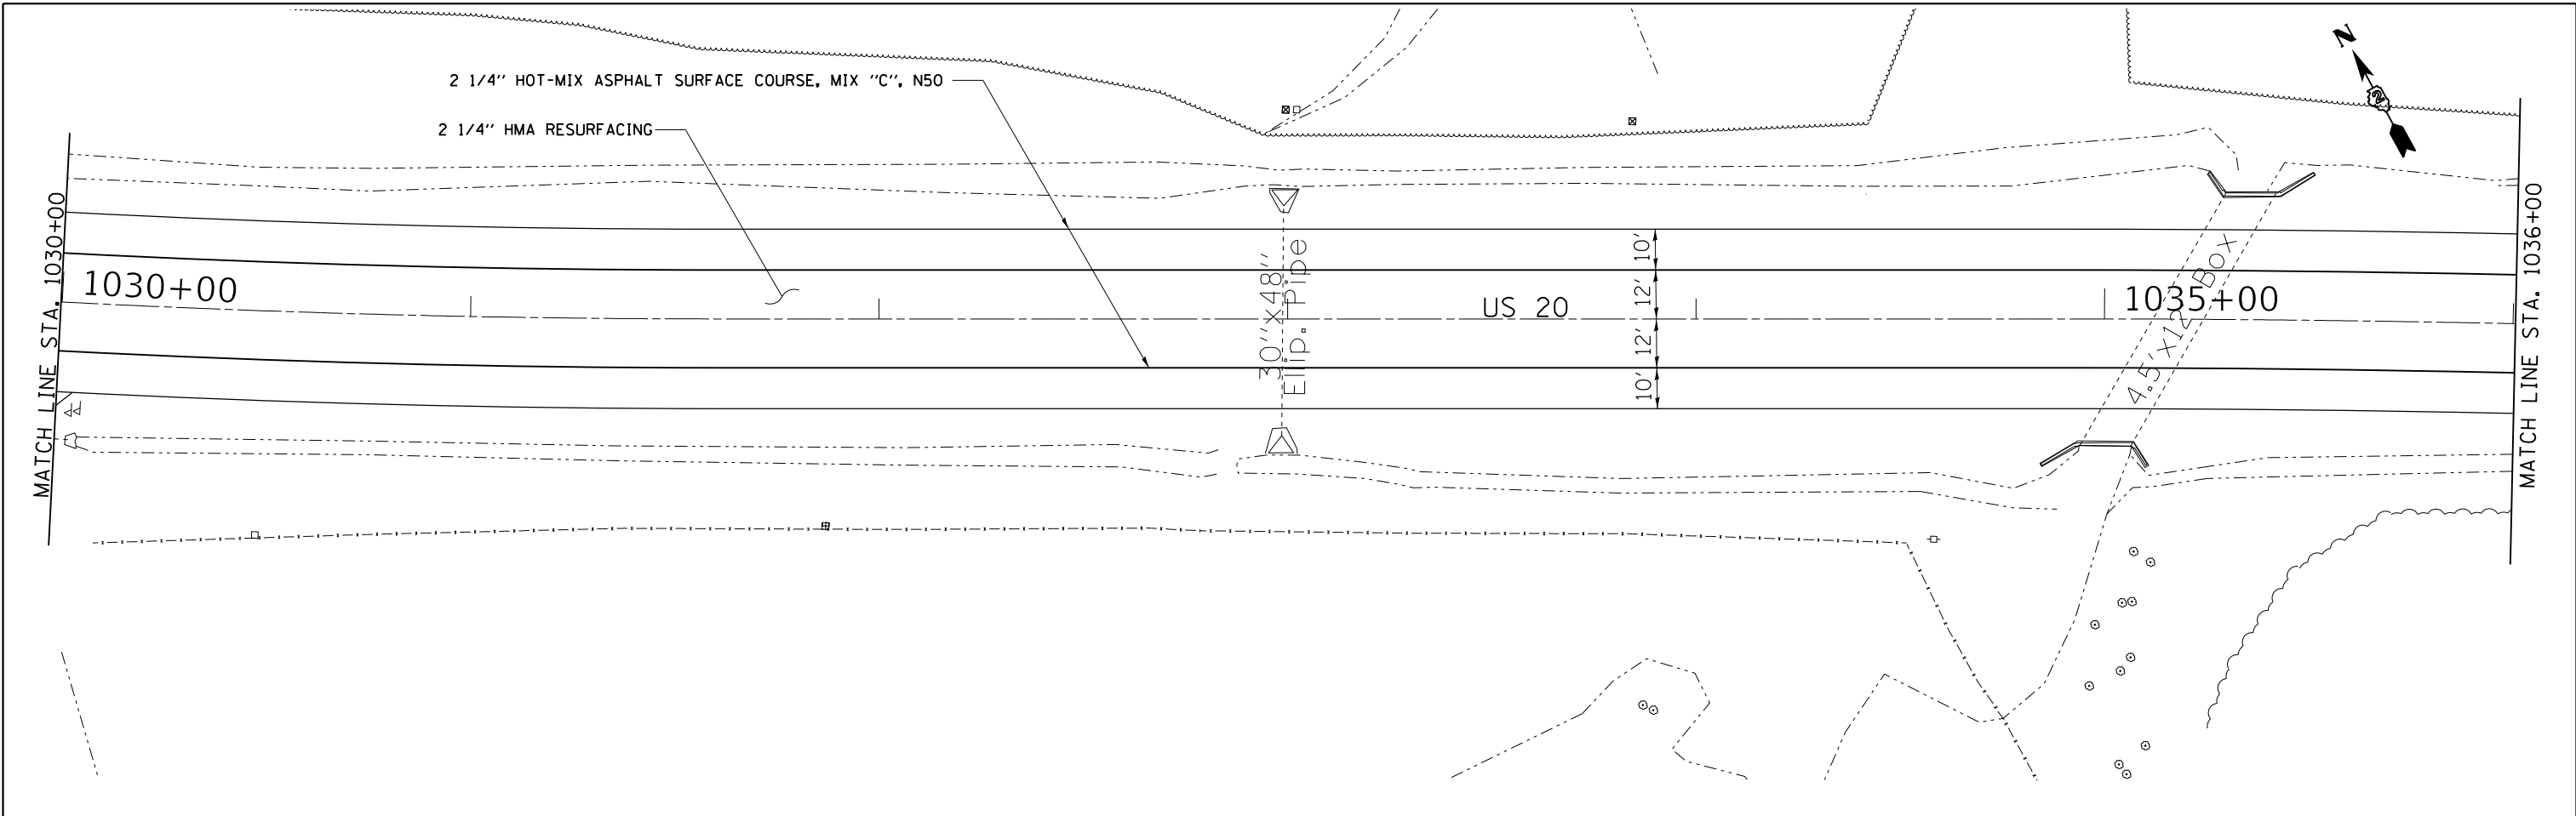 2 1/4" HOT-MIX ASPHALT SURFACE COURSE, MIX "C", N50
2 1/4" HMA RESURFACING
N
2
MATCH LINE STA. 1030+00
1030+00
30"x48"
Ellip. Pipe
US 20
10'
12'
12'
10'
4.5'x12' Box
1035+00
MATCH LINE STA. 1036+00